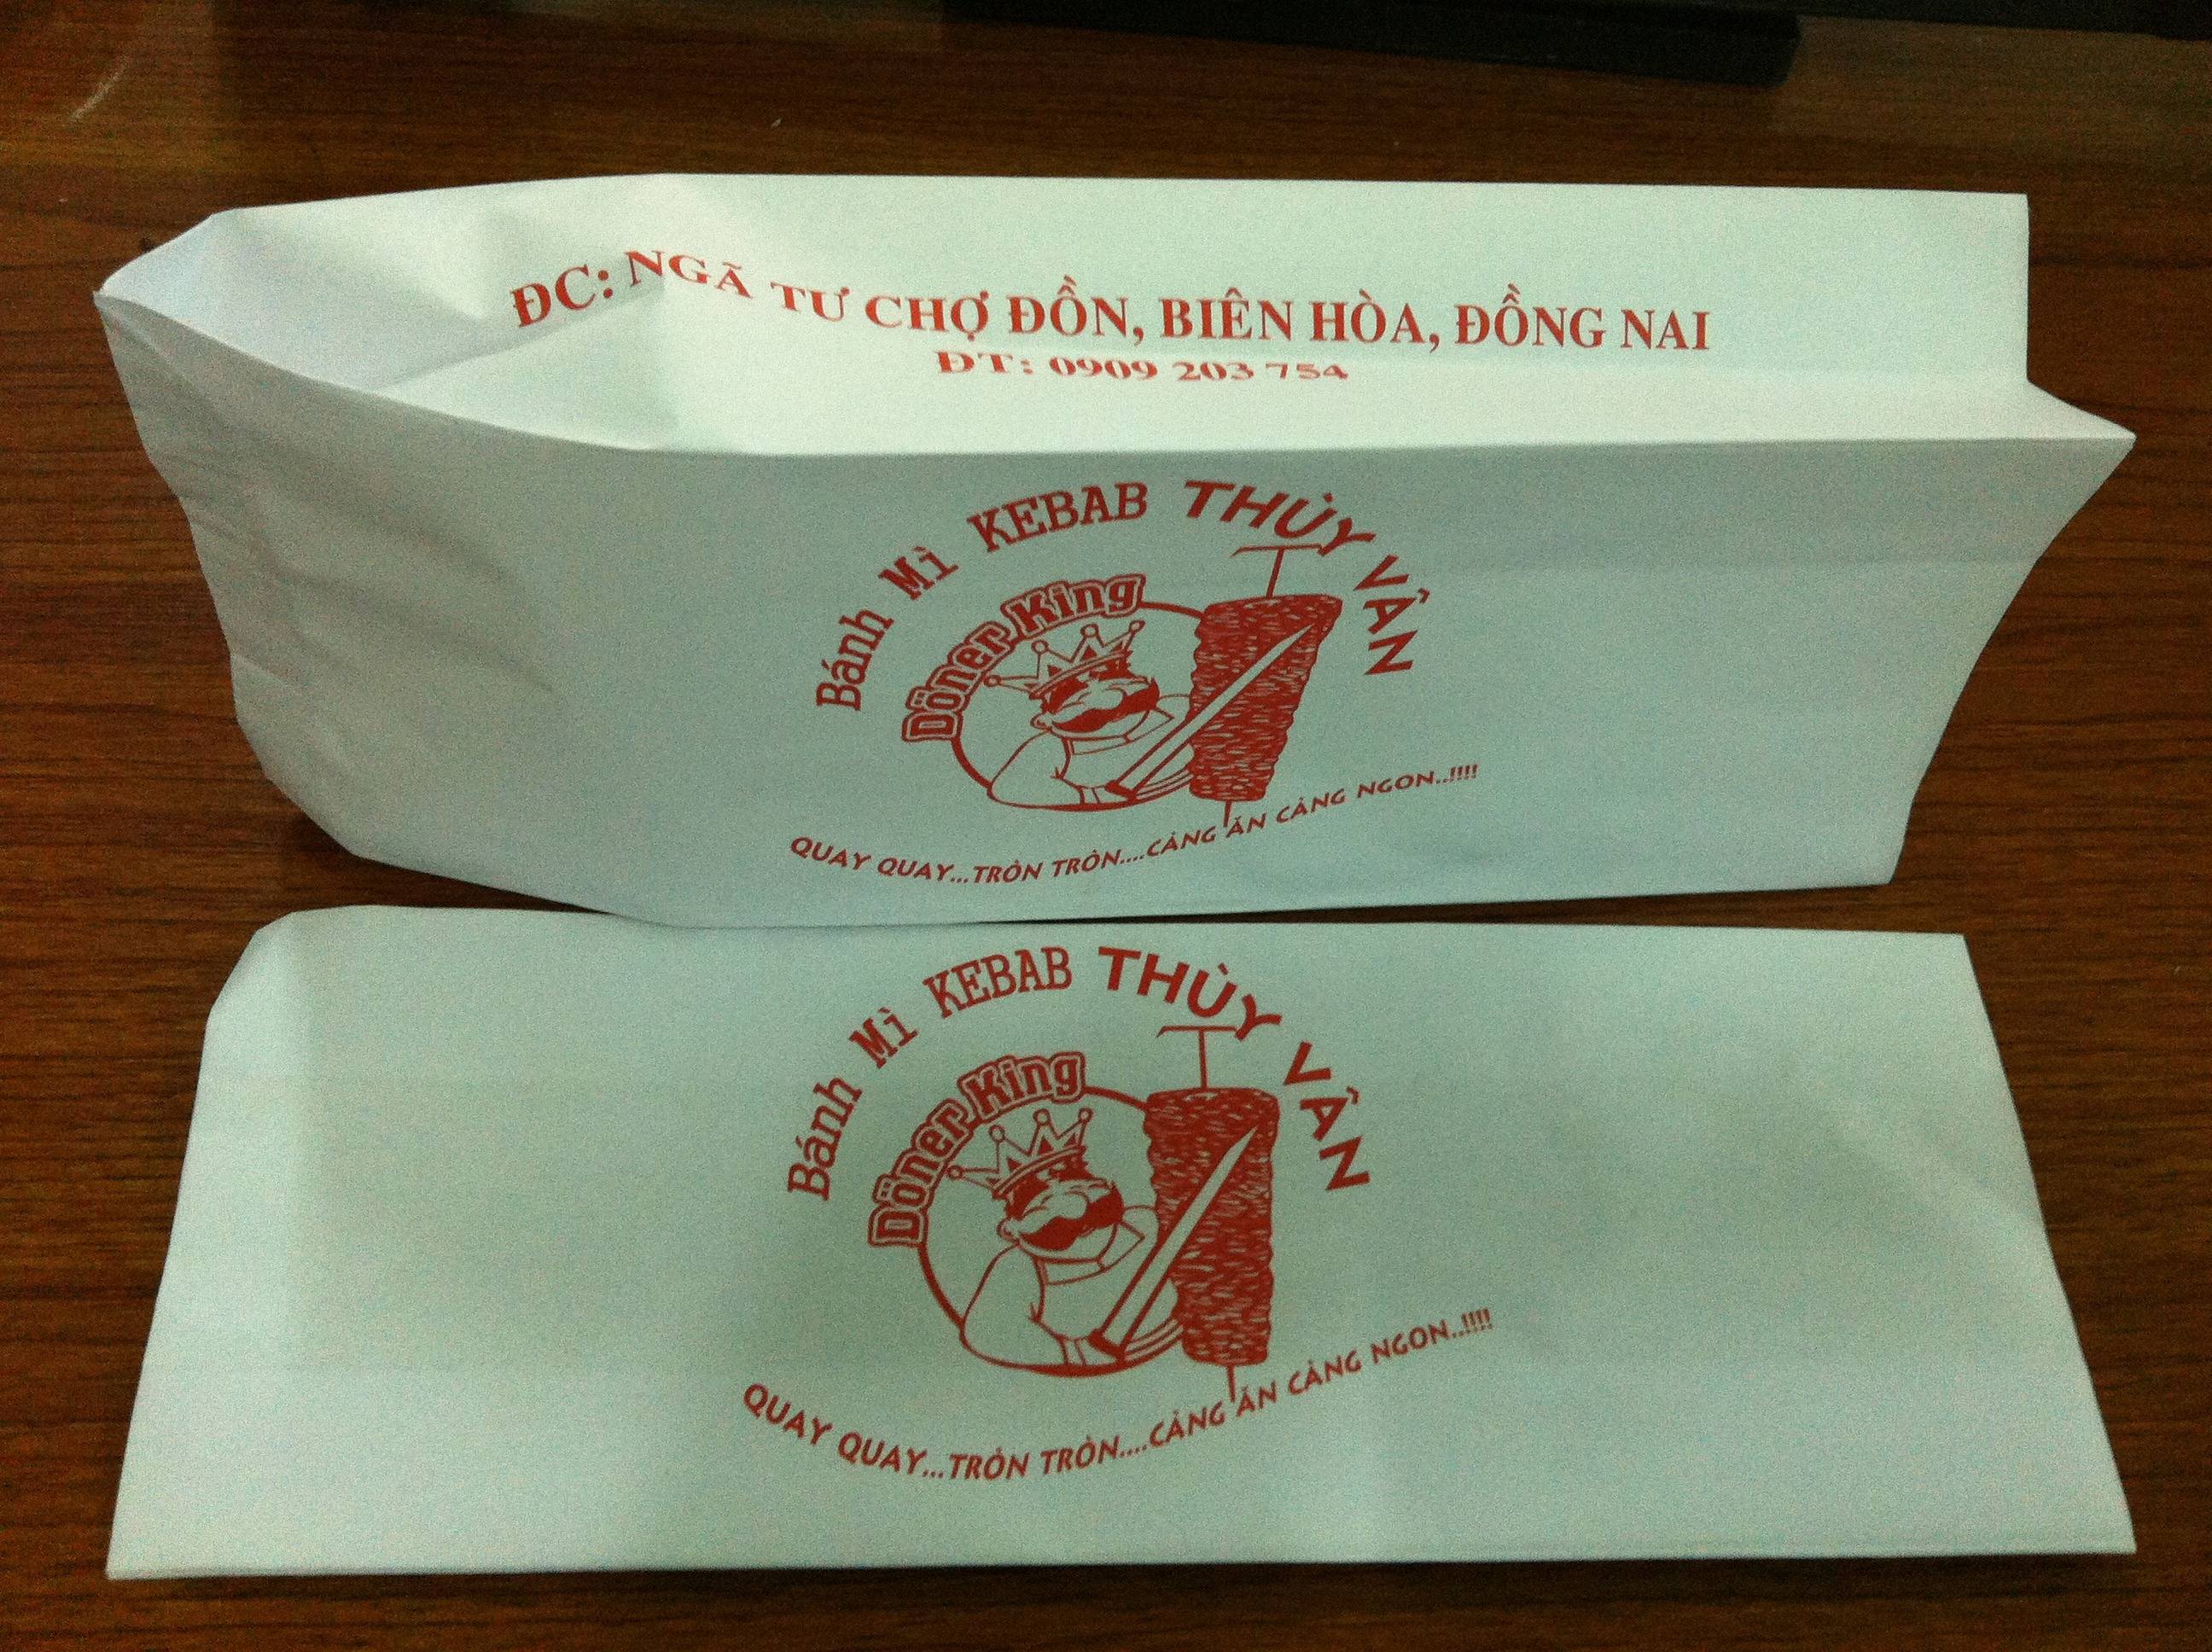 ĐC: NGÃ TƯ CHỢ ĐỒN, BIÊN HÒA, ĐỒNG NAI
ĐT: 0909 203 754
Bánh Mì KEBAB THÙY VÂN
Döner King
QUAY QUAY...TRÒN TRÒN....CÀNG ĂN CÀNG NGON..!!!!
Bánh Mì KEBAB THÙY VÂN
Döner King
QUAY QUAY...TRÒN TRÒN....CÀNG ĂN CÀNG NGON..!!!!